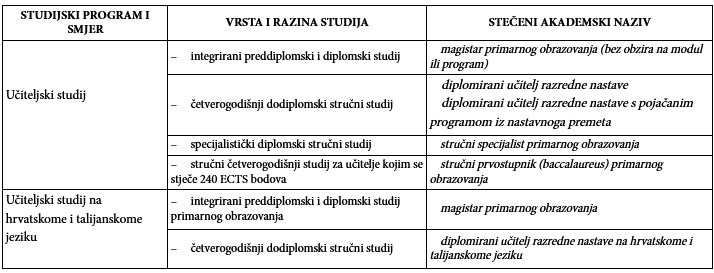 STUDIJSKI PROGRAM I
SMJER
VRSTA I RAZINA STUDIJA
STEČENI AKADEMSKI NAZIV
Učiteljski studij
– integrirani preddiplomski i diplomski studij
magistar primarnog obrazovanja (bez obzira na modul
ili program)
– četverogodišnji dodiplomski stručni studij
diplomirani učitelj razredne nastave
diplomirani učitelj razredne nastave s pojačanim
programom iz nastavnoga premeta
– specijalistički diplomski stručni studij
stručni specijalist primarnog obrazovanja
– stručni četverogodišnji studij za učitelje kojim se
stječe 240 ECTS bodova
stručni prvostupnik (baccalaureus) primarnog
obrazovanja
Učiteljski studij na
hrvatskome i talijanskome
jeziku
– integrirani preddiplomski i diplomski studij
primarnog obrazovanja
magistar primarnog obrazovanja
– četverogodišnji dodiplomski stručni studij
diplomirani učitelj razredne nastave na hrvatskome i
talijanskome jeziku